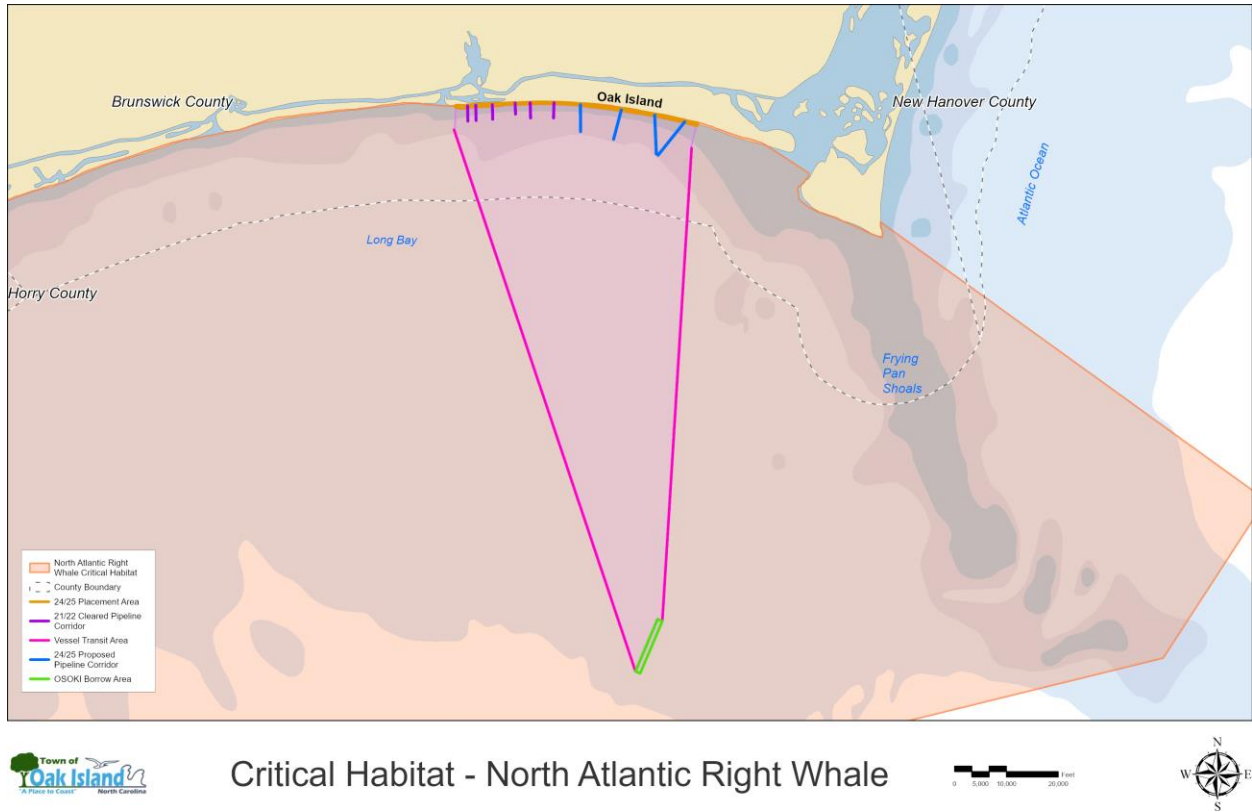 Brunswick County
Oak Island
New Hanover County
Atlantic Ocean
Long Bay
Horry County
Frying
Pan
Shoals
North Atlantic Right
Whale Critical Habitat
County Boundary
24/25 Placement Area
21/22 Cleared Pipeline
Corridor
Vessel Transit Area
24/25 Proposed
Pipeline Corridor
OSOKI Borrow Area
Town of
Oak Island
"A Place to Coast" North Carolina
Critical Habitat - North Atlantic Right Whale
Feet
0 5,000 10,000 20,000
N
W E
S